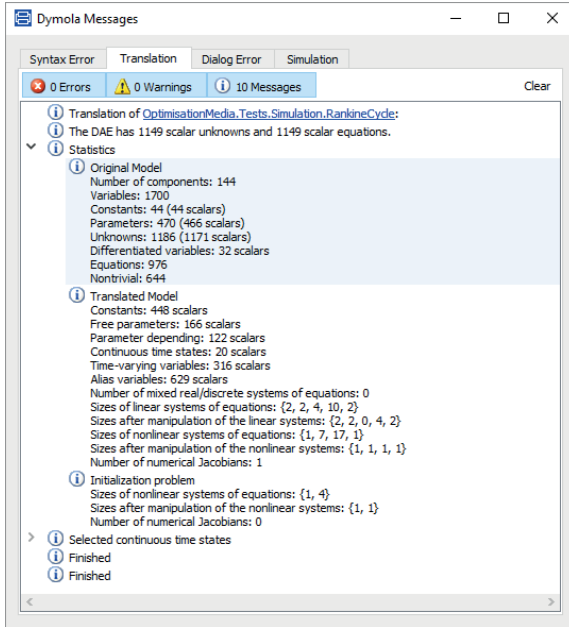 Dymola Messages
Syntax Error Translation Dialog Error Simulation
0 Errors 0 Warnings 10 Messages Clear
Translation of OptimisationMedia.Tests.Simulation.RankineCycle:
The DAE has 1149 scalar unknowns and 1149 scalar equations.
Statistics
Original Model
Number of components: 144
Variables: 1700
Constants: 44 (44 scalars)
Parameters: 470 (466 scalars)
Unknowns: 1186 (1171 scalars)
Differentiated variables: 32 scalars
Equations: 976
Nontrivial: 644
Translated Model
Constants: 448 scalars
Free parameters: 166 scalars
Parameter depending: 122 scalars
Continuous time states: 20 scalars
Time-varying variables: 316 scalars
Alias variables: 629 scalars
Number of mixed real/discrete systems of equations: 0
Sizes of linear systems of equations: {2, 2, 4, 10, 2}
Sizes after manipulation of the linear systems: {2, 2, 0, 4, 2}
Sizes of nonlinear systems of equations: {1, 7, 17, 1}
Sizes after manipulation of the nonlinear systems: {1, 1, 1, 1}
Number of numerical Jacobians: 1
Initialization problem
Sizes of nonlinear systems of equations: {1, 4}
Sizes after manipulation of the nonlinear systems: {1, 1}
Number of numerical Jacobians: 0
Selected continuous time states
Finished
Finished